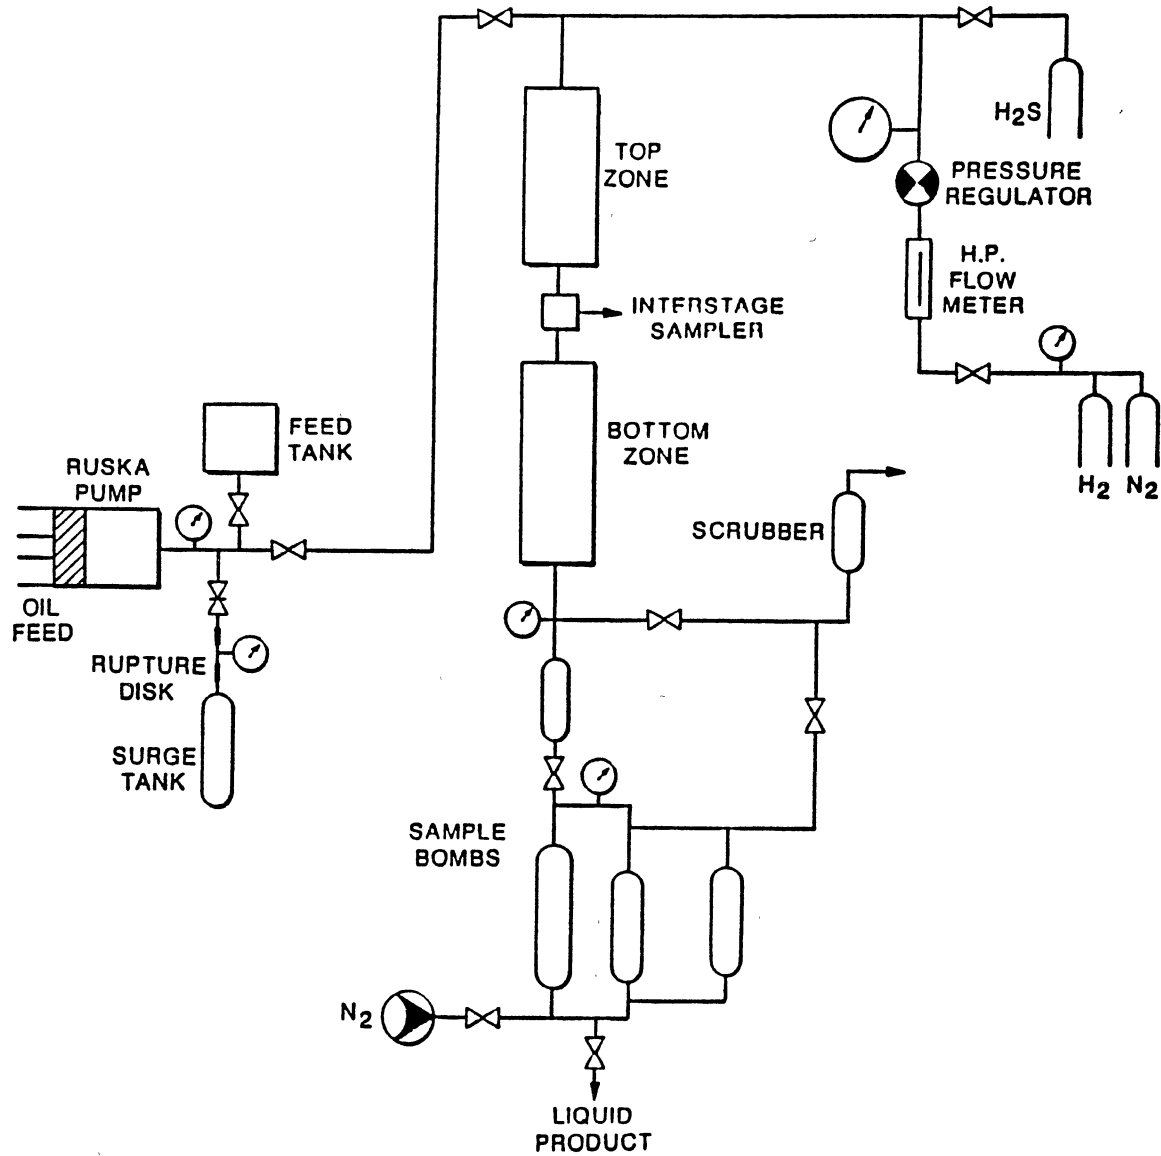 H2S
TOP
ZONE
PRESSURE
REGULATOR
H.P.
FLOW
METER
INTERSTAGE
SAMPLER
FEED
TANK
BOTTOM
ZONE
RUSKA
PUMP
H2
N2
SCRUBBER
OIL
FEED
RUPTURE
DISK
SURGE
TANK
SAMPLE
BOMBS
N2
LIQUID
PRODUCT